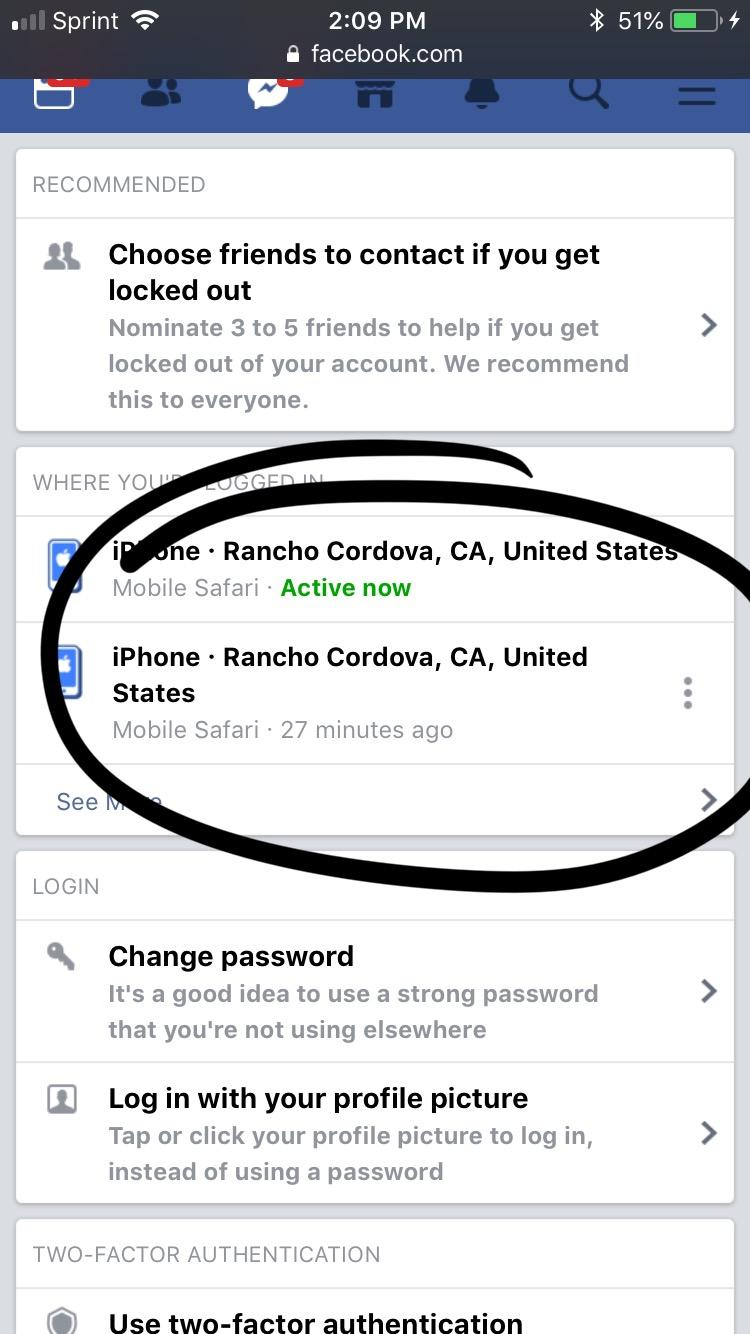 Sprint 2:09 PM 51%
facebook.com
RECOMMENDED
Choose friends to contact if you get
locked out
Nominate 3 to 5 friends to help if you get
locked out of your account. We recommend
this to everyone.
WHERE YOU'RE LOGGED IN
iPhone · Rancho Cordova, CA, United States
Mobile Safari · Active now
iPhone · Rancho Cordova, CA, United
States
Mobile Safari · 27 minutes ago
See More
LOGIN
Change password
It's a good idea to use a strong password
that you're not using elsewhere
Log in with your profile picture
Tap or click your profile picture to log in,
instead of using a password
TWO-FACTOR AUTHENTICATION
Use two-factor authentication